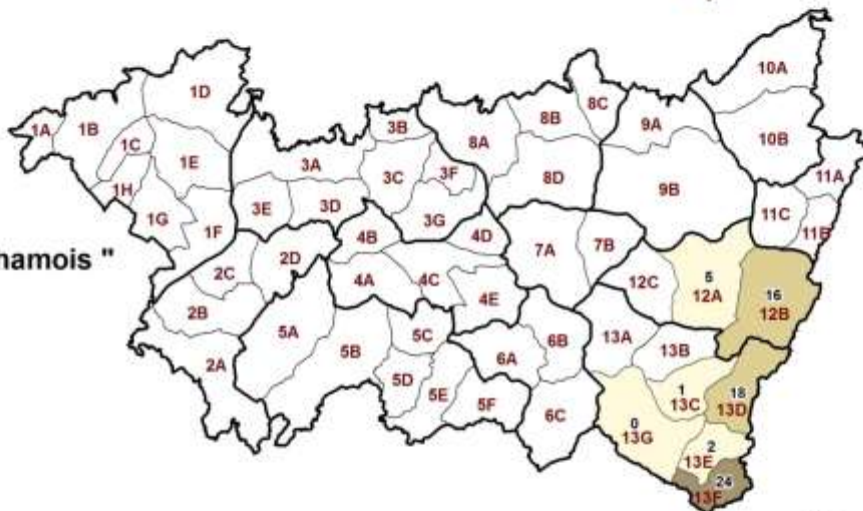 10A
1D
8C
1A
1B
8B
3B
9A
8A
10B
1C
1E
3A
3F
11A
3C
8D
1H
9B
3E
3D
11C
1G
3G
1F
11B
4B
4D
7B
7A
hamois "
2C
2D
12C
5
12A
4A
4C
4E
16
12B
2B
5A
5C
6B
13A
13B
5B
6A
2A
5D
1
13C
18
13D
5E
5F
6C
0
13G
2
13E
24
13F